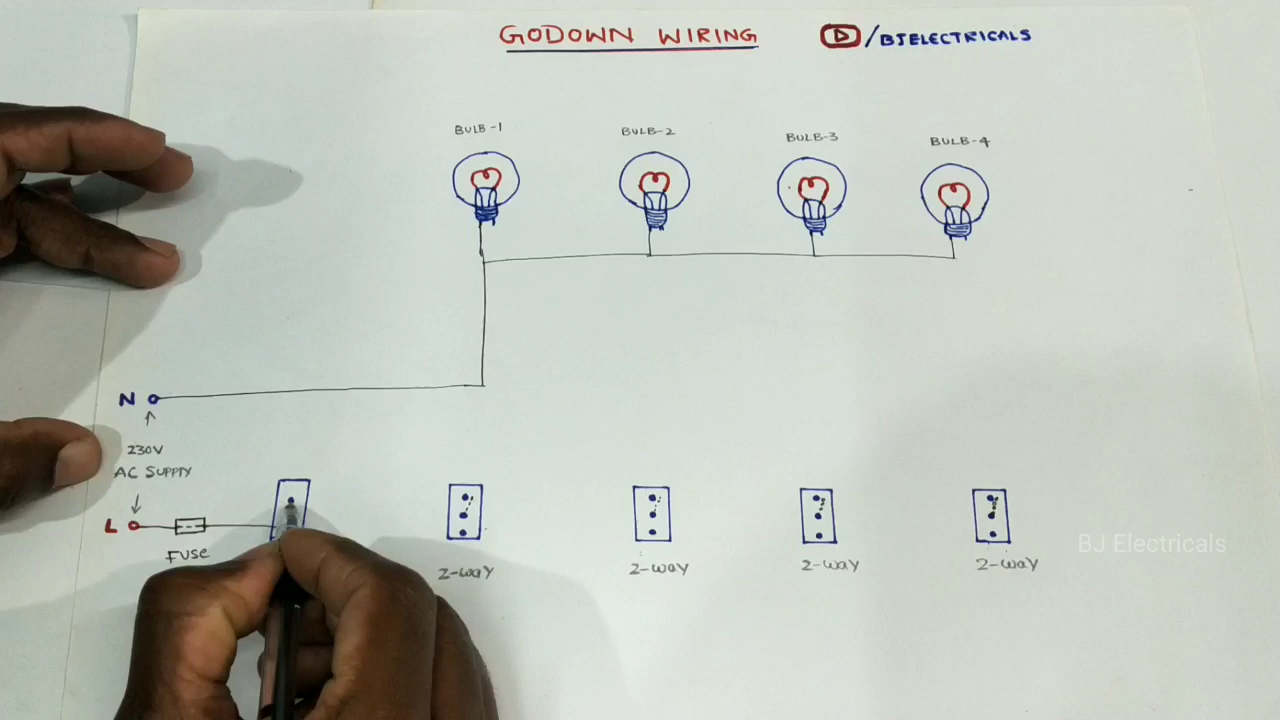 GODOWN WIRING
/BJELECTRICALS
BULB-1
BULB-2
BULB-3
BULB-4
N
230V
AC SUPPTY
L
FUSE
2-way
2-way
2-way
2-way
BJ Electricals